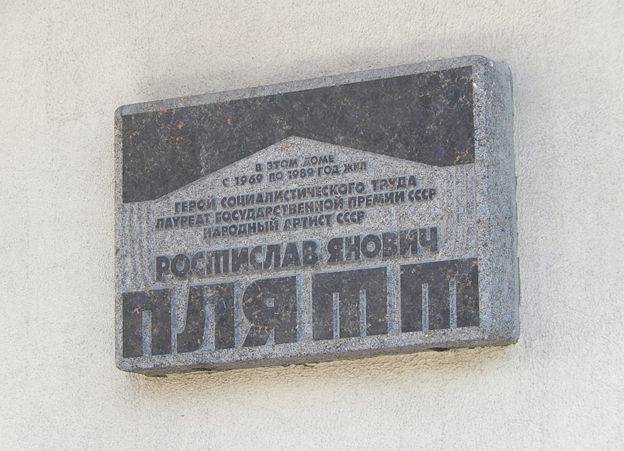 В ЭТОМ ДОМЕ
С 1969 ПО 1989 ГОД ЖИЛ
ГЕРОЙ СОЦИАЛИСТИЧЕСКОГО ТРУДА
ЛАУРЕАТ ГОСУДАРСТВЕННОЙ ПРЕМИИ СССР
НАРОДНЫЙ АРТИСТ СССР
РОСТИСЛАВ ЯНОВИЧ
ПЛЯТТ